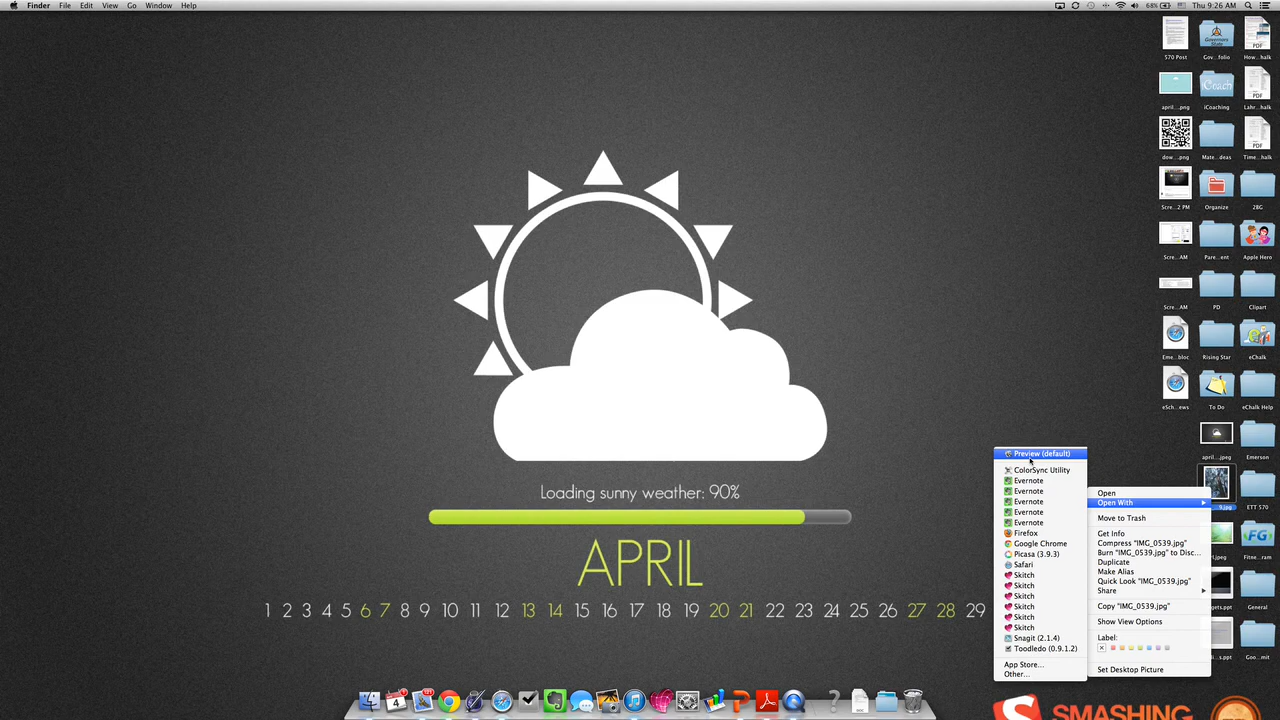 Finder File Edit View Go Window Help
68% Thu 9:26 AM
570 Post
Gov...folio
How...halk
april....png
iCoaching
Lahr...halk
dow...png
Mate...deas
Time...halk
Scre...2 PM
Organize
28G
Scre...AM
Pare...ent
Apple Hero
Scre...AM
PD
Clipart
Eme...bloc
Rising Star
eChalk
eSch...ews
To Do
eChalk Help
april....jpeg
Emerson
...9.jpg
ETT 570
Fitne...ram
General
Goo...mit
Loading sunny weather: 90%
APRIL
1 2 3 4 5 6 7 8 9 10 11 12 13 14 15 16 17 18 19 20 21 22 23 24 25 26 27 28 29
Preview (default)
ColorSync Utility
Evernote
Evernote
Evernote
Evernote
Evernote
Firefox
Google Chrome
Picasa (3.9.3)
Safari
Skitch
Skitch
Skitch
Skitch
Skitch
Skitch
Snagit (2.1.4)
Toodledo (0.9.1.2)
App Store...
Other...
Open
Open With
Move to Trash
Get Info
Compress "IMG_0539.jpg"
Burn "IMG_0539.jpg" to Disc...
Duplicate
Make Alias
Quick Look "IMG_0539.jpg"
Share
Copy "IMG_0539.jpg"
Show View Options
Label:
Set Desktop Picture
SMASHING